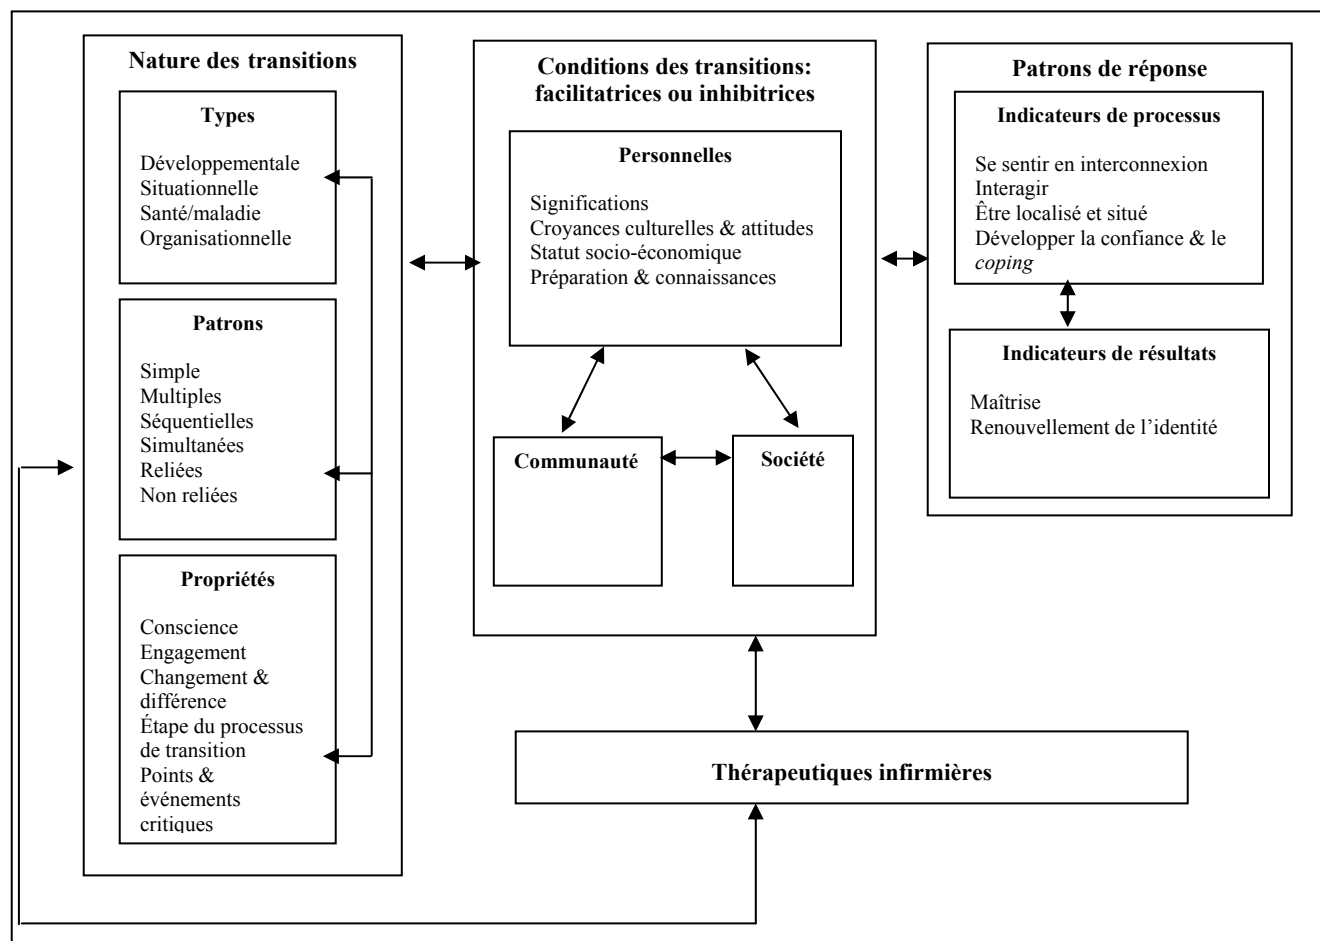 Nature des transitions
Types
Développementale
Situationnelle
Santé/maladie
Organisationnelle
Patrons
Simple
Multiples
Séquentielles
Simultanées
Reliées
Non reliées
Propriétés
Conscience
Engagement
Changement &
différence
Étape du processus
de transition
Points &
événements
critiques
Conditions des transitions:
facilitatrices ou inhibitrices
Personnelles
Significations
Croyances culturelles & attitudes
Statut socio-économique
Préparation & connaissances
Communauté
Société
Patrons de réponse
Indicateurs de processus
Se sentir en interconnexion
Interagir
Être localisé et situé
Développer la confiance & le
coping
Indicateurs de résultats
Maîtrise
Renouvellement de l’identité
Thérapeutiques infirmières